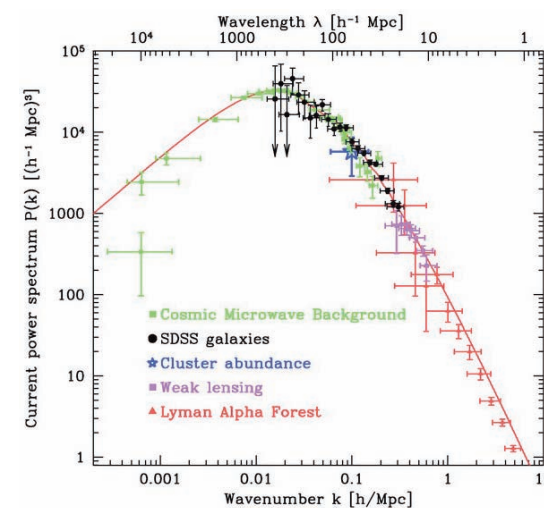 Wavelength λ [h⁻¹ Mpc]
10⁴ 1000 100 10 1
10⁵
10⁴
1000
100
10
1
Current power spectrum P(k) [(h⁻¹ Mpc)³]
Cosmic Microwave Background
SDSS galaxies
Cluster abundance
Weak lensing
Lyman Alpha Forest
0.001 0.01 0.1 1 10
Wavenumber k [h/Mpc]